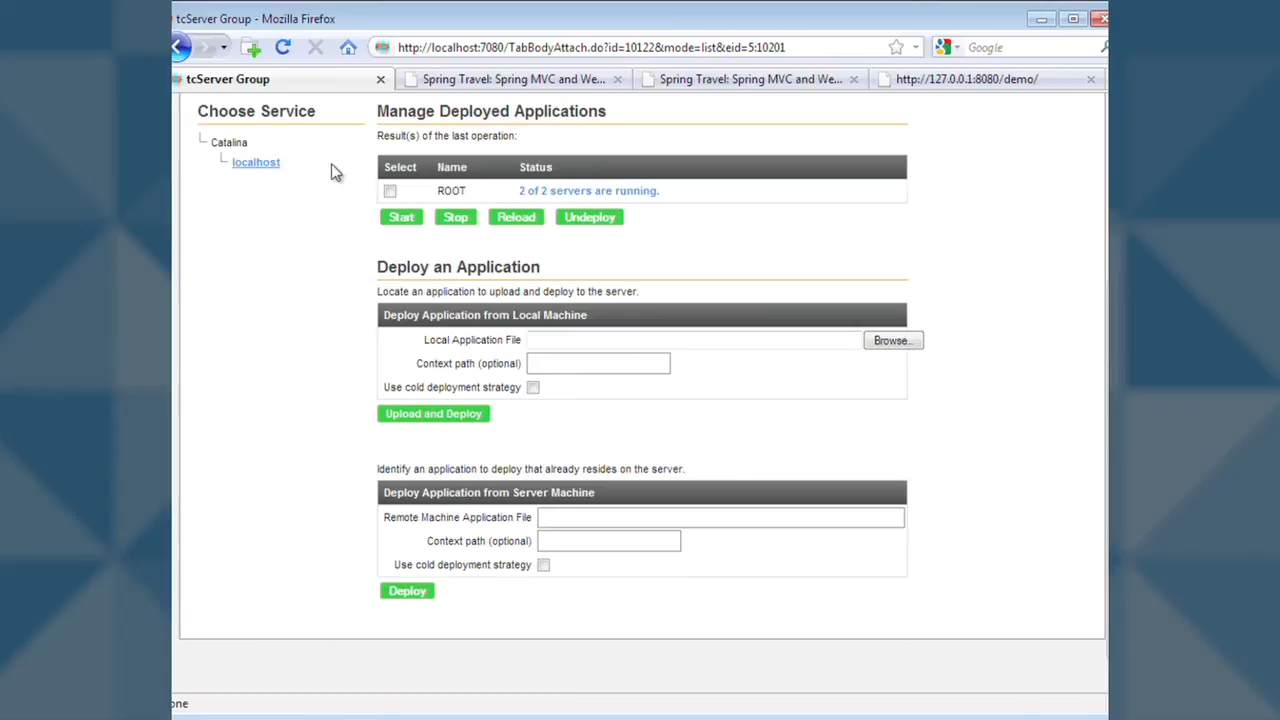 tcServer Group - Mozilla Firefox
http://localhost:7080/TabBodyAttach.do?id=10122&mode=list&eid=5:10201
Google
tcServer Group
Spring Travel: Spring MVC and We...
Spring Travel: Spring MVC and We...
http://127.0.0.1:8080/demo/
Choose Service
Catalina
localhost
Manage Deployed Applications
Result(s) of the last operation:
Select Name Status
ROOT 2 of 2 servers are running.
Start Stop Reload Undeploy
Deploy an Application
Locate an application to upload and deploy to the server.
Deploy Application from Local Machine
Local Application File Browse...
Context path (optional)
Use cold deployment strategy
Upload and Deploy
Identify an application to deploy that already resides on the server.
Deploy Application from Server Machine
Remote Machine Application File
Context path (optional)
Use cold deployment strategy
Deploy
one